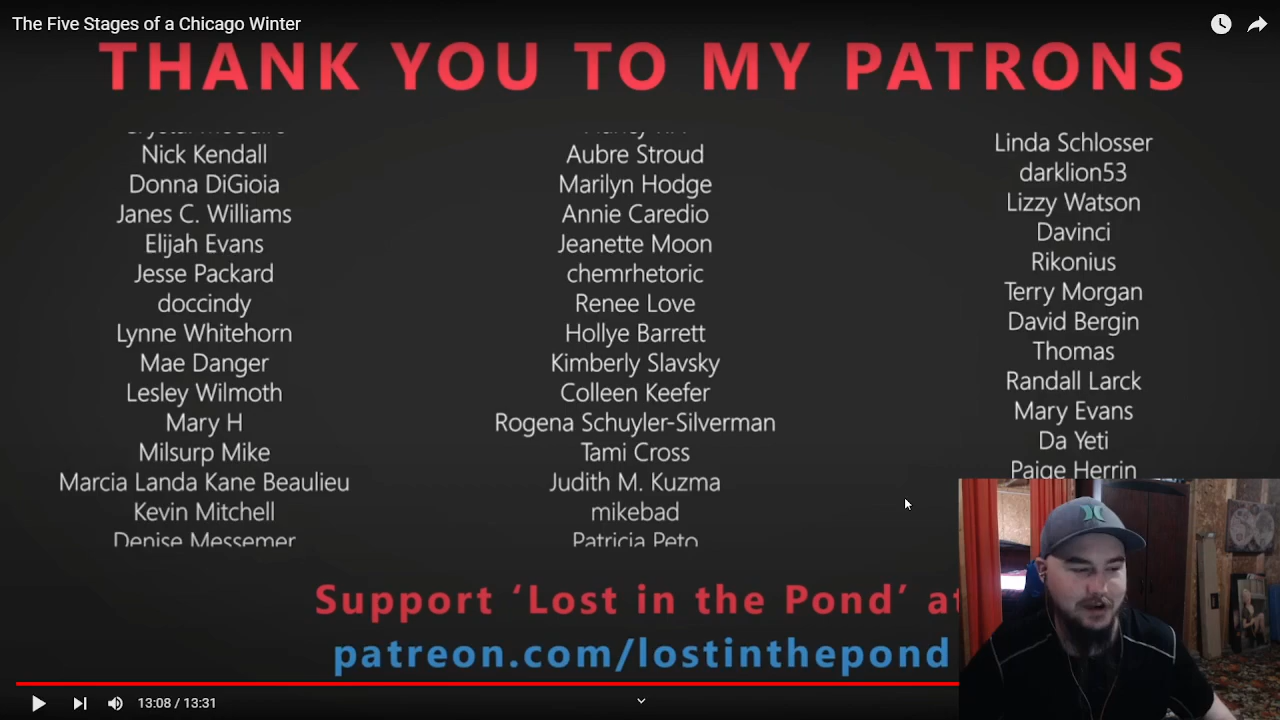 The Five Stages of a Chicago Winter
THANK YOU TO MY PATRONS
Nick Kendall
Donna DiGioia
Janes C. Williams
Elijah Evans
Jesse Packard
doccindy
Lynne Whitehorn
Mae Danger
Lesley Wilmoth
Mary H
Milsurp Mike
Marcia Landa Kane Beaulieu
Kevin Mitchell
Denise Messemer
Aubre Stroud
Marilyn Hodge
Annie Caredio
Jeanette Moon
chemrhetoric
Renee Love
Hollye Barrett
Kimberly Slavsky
Colleen Keefer
Rogena Schuyler-Silverman
Tami Cross
Judith M. Kuzma
mikebad
Patricia Peto
Linda Schlosser
darklion53
Lizzy Watson
Davinci
Rikonius
Terry Morgan
David Bergin
Thomas
Randall Larck
Mary Evans
Da Yeti
Paige Herrin
Support ‘Lost in the Pond’ at
patreon.com/lostinthepond
13:08 / 13:31